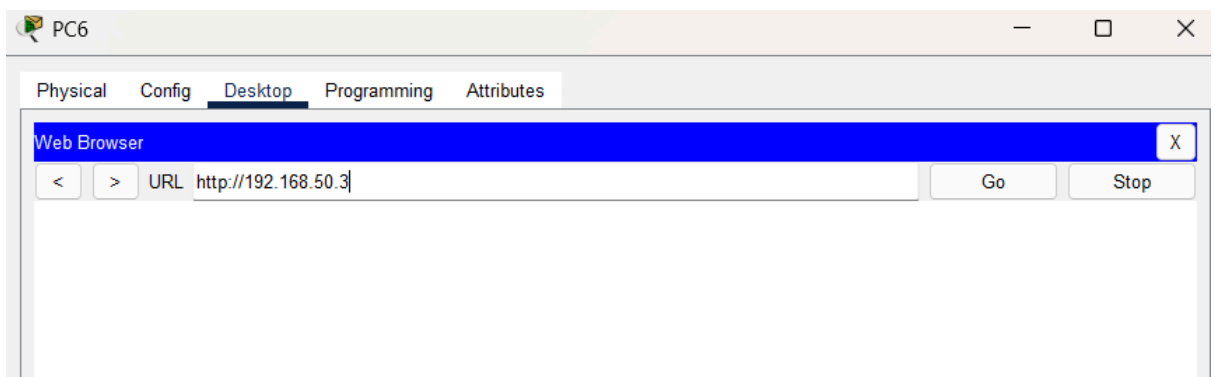 PC6
Physical Config Desktop Programming Attributes
Web Browser X
< > URL http://192.168.50.3 Go Stop